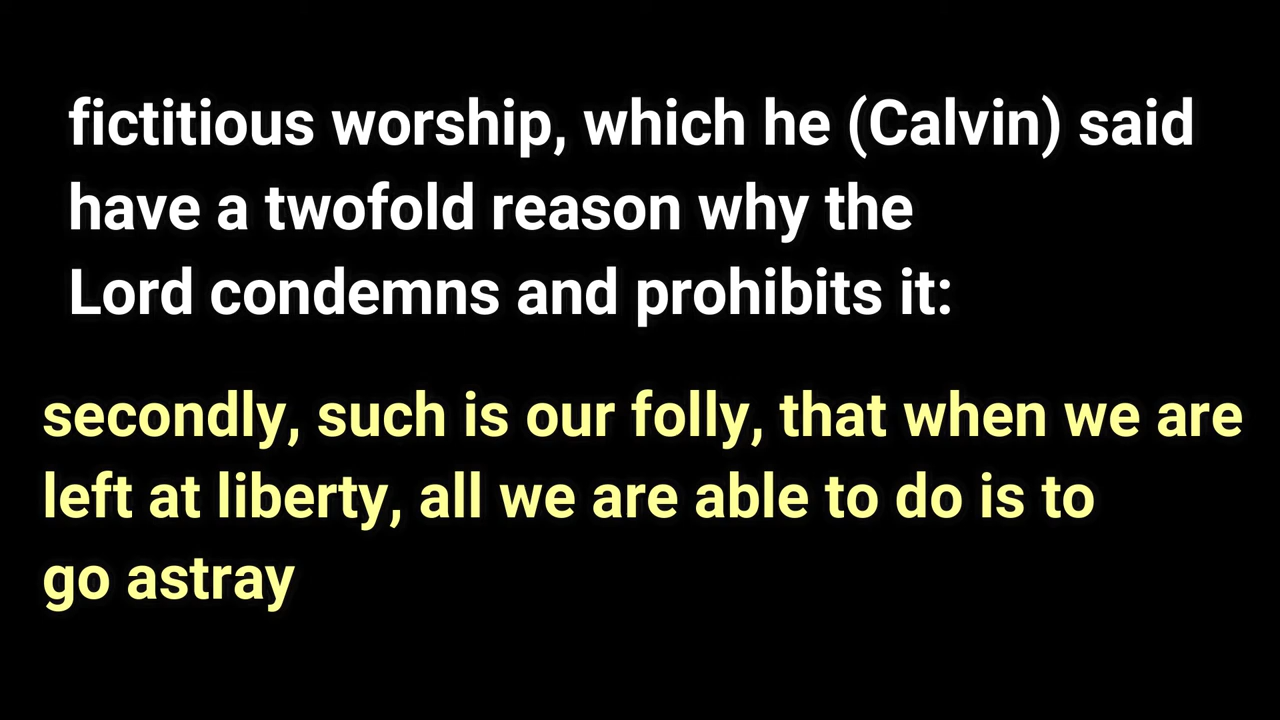 fictitious worship, which he (Calvin) said
have a twofold reason why the
Lord condemns and prohibits it:
secondly, such is our folly, that when we are
left at liberty, all we are able to do is to
go astray